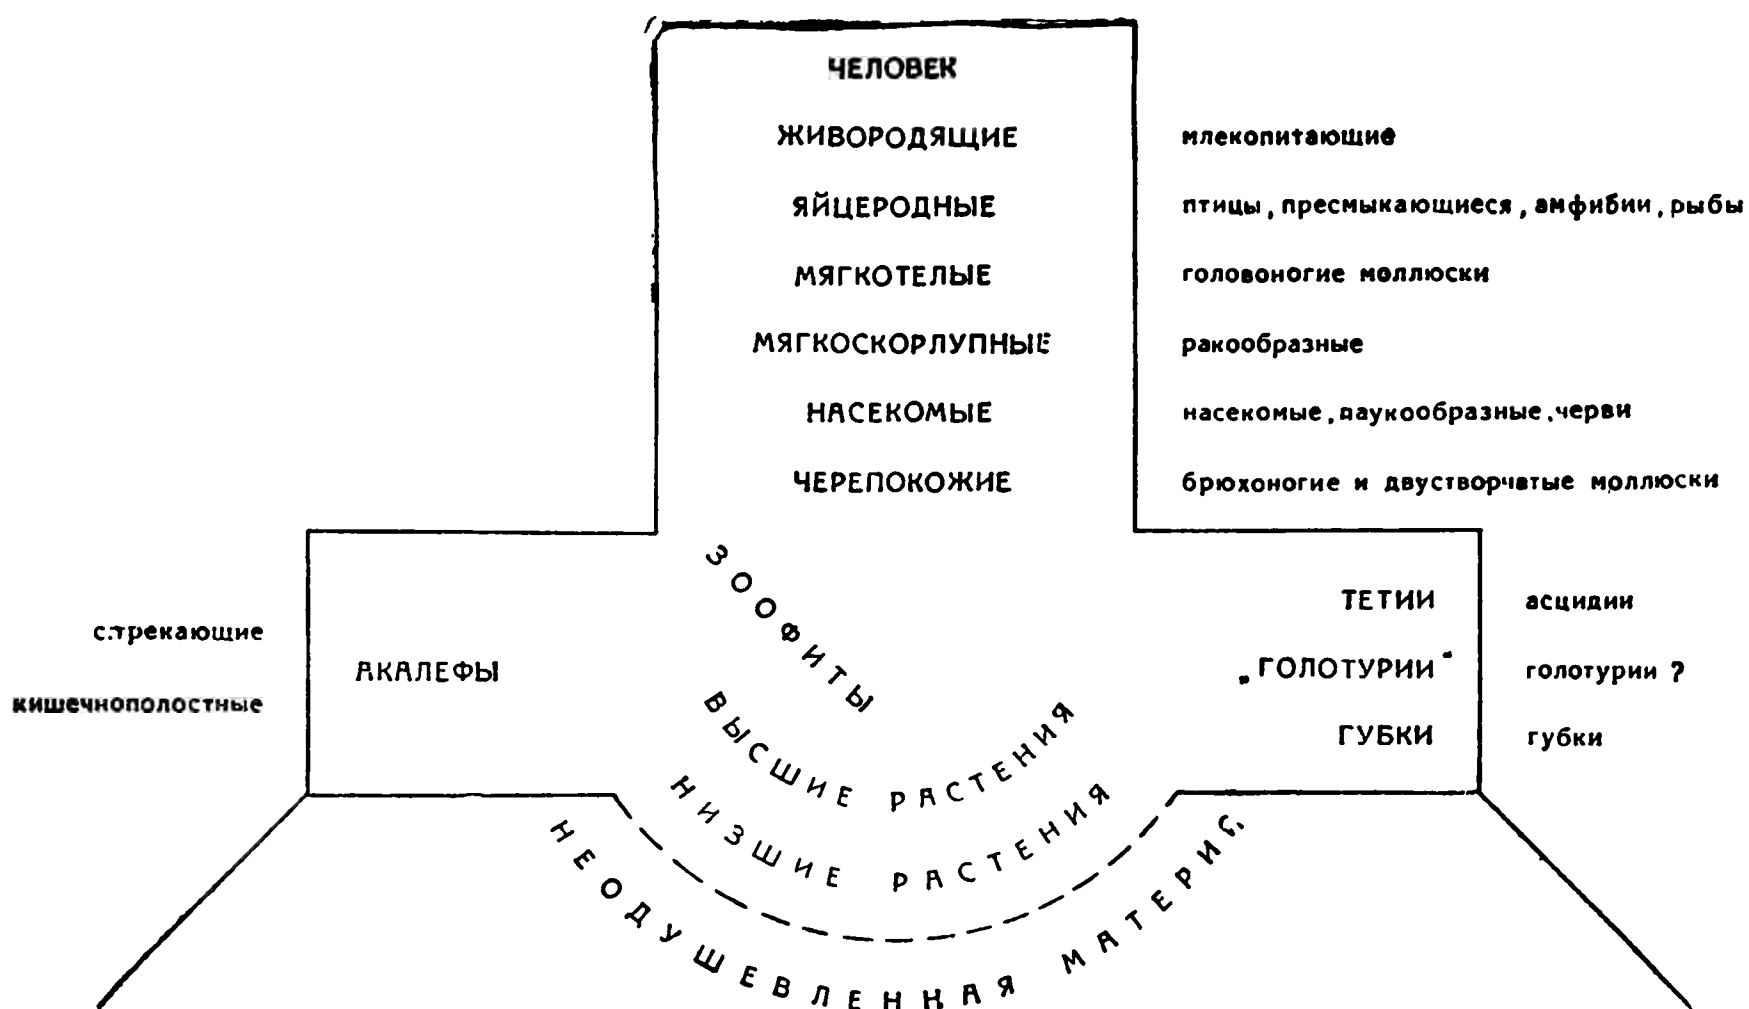 ЧЕЛОВЕК
ЖИВОРОДЯЩИЕ млекопитающие
ЯЙЦЕРОДНЫЕ птицы, пресмыкающиеся, амфибии, рыбы
МЯГКОТЕЛЫЕ головоногие моллюски
МЯГКОСКОРЛУПНЫЕ ракообразные
НАСЕКОМЫЕ насекомые, паукообразные, черви
ЧЕРЕПОКОЖИЕ брюхоногие и двустворчатые моллюски
ЗООФИТЫ
ТЕТИИ асцидии
стрекающие
АКАЛЕФЫ
„ГОЛОТУРИИ“ голотурии ?
кишечнополостные
ГУБКИ губки
ВЫСШИЕ РАСТЕНИЯ
НИЗШИЕ РАСТЕНИЯ
НЕОДУШЕВЛЕННАЯ МАТЕРИЯ